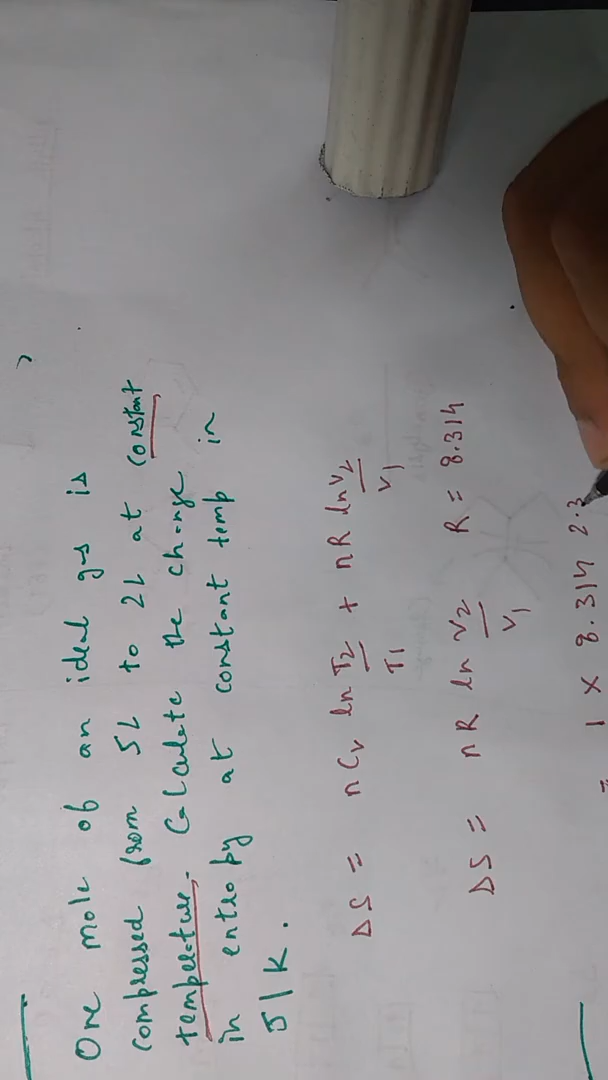 One mole of an ideal gas is
compressed from 5L to 2L at constant
temperature. Calculate the change
in entropy at constant temp in
J/K.
ΔS = nCv ln T2/T1 + nR ln V2/V1
ΔS = nR ln V2/V1 R = 8.314
= 1 × 8.314 2.3